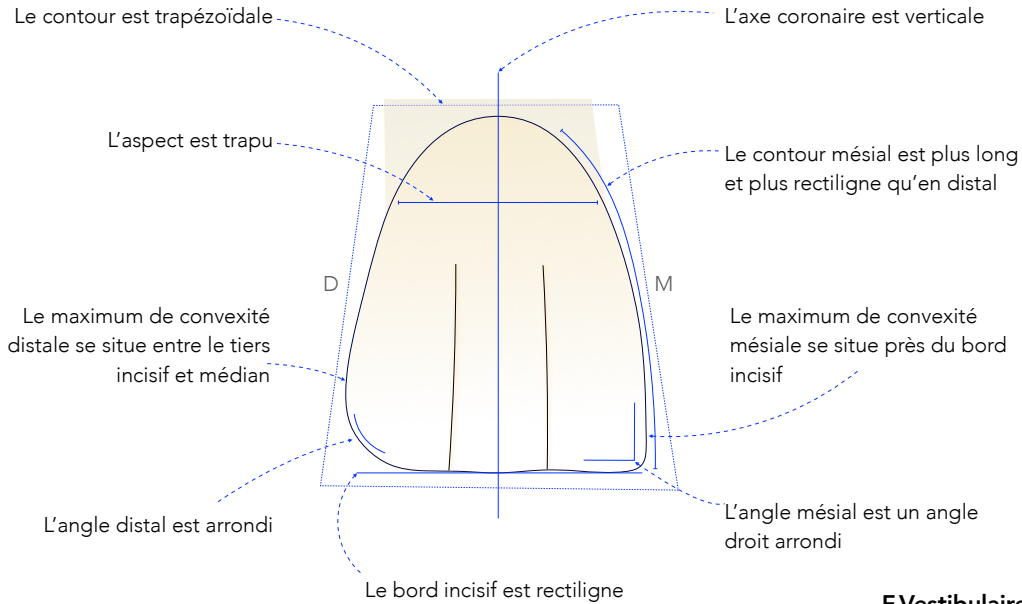 Le contour est trapézoïdale
L'axe coronaire est verticale
L'aspect est trapu
Le contour mésial est plus long
et plus rectiligne qu'en distal
D
M
Le maximum de convexité
distale se situe entre le tiers
incisif et médian
Le maximum de convexité
mésiale se situe près du bord
incisif
L'angle distal est arrondi
L'angle mésial est un angle
droit arrondi
Le bord incisif est rectiligne
F.Vestibulaire